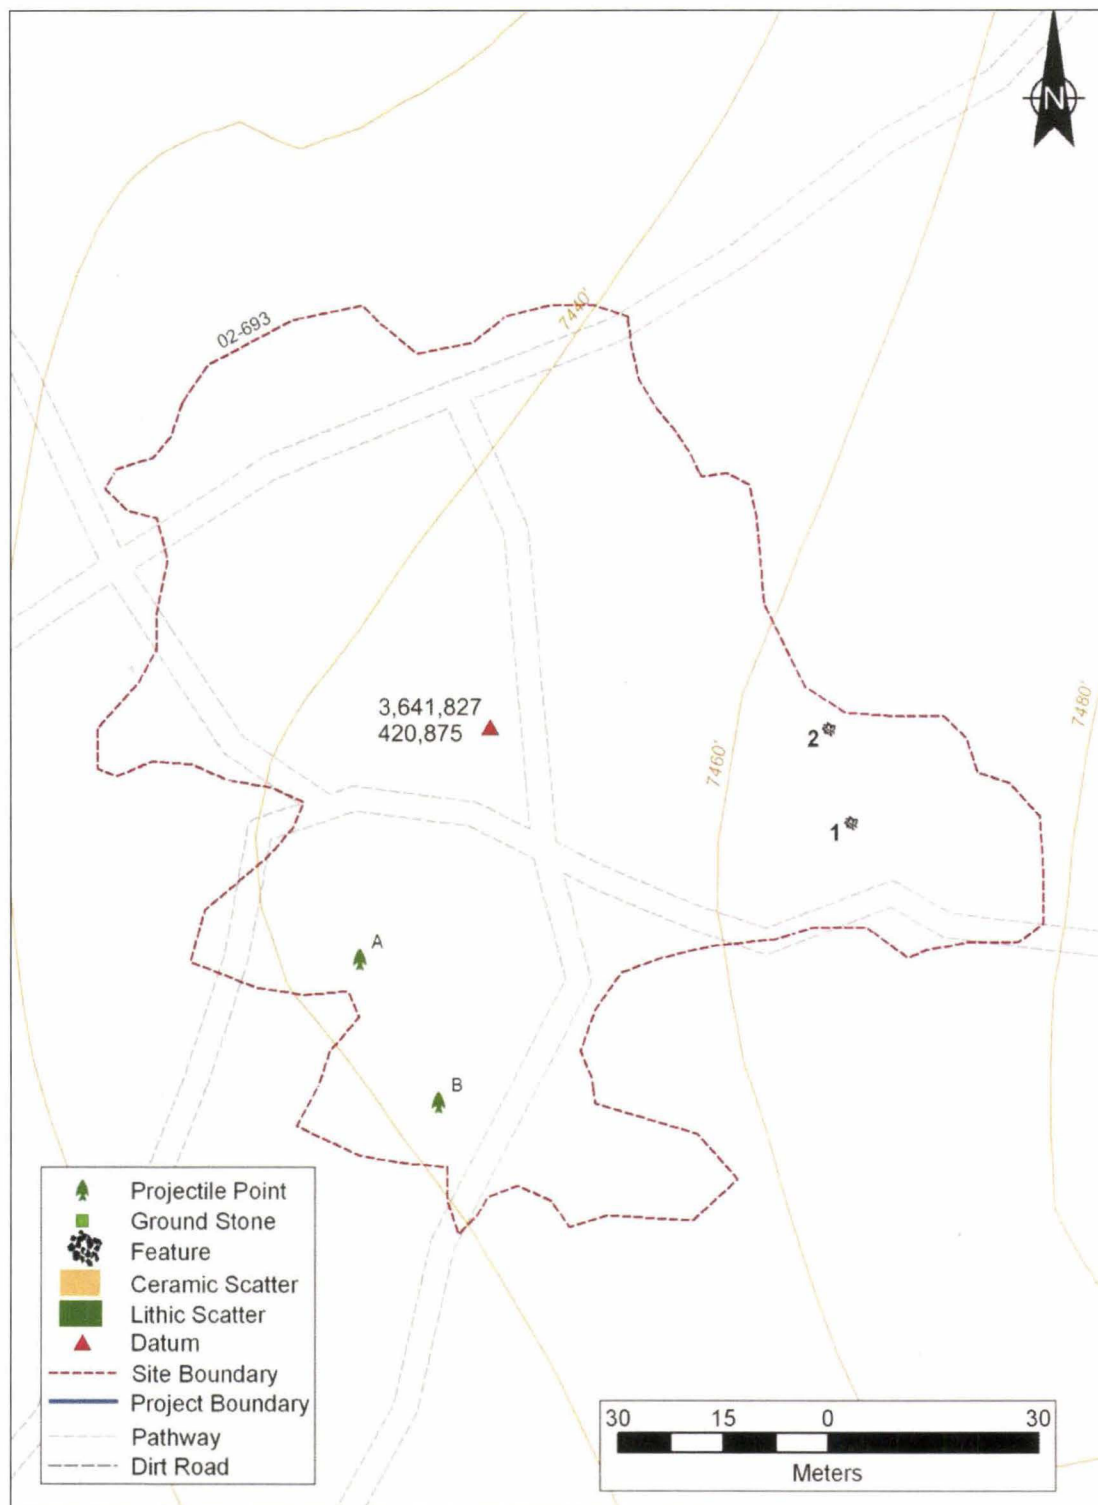 N
02-693
7440'
3,641,827
420,875
7480'
7460'
2
1
A
B
Projectile Point
Ground Stone
Feature
Ceramic Scatter
Lithic Scatter
Datum
Site Boundary
Project Boundary
Pathway
Dirt Road
30 15 0 30
Meters